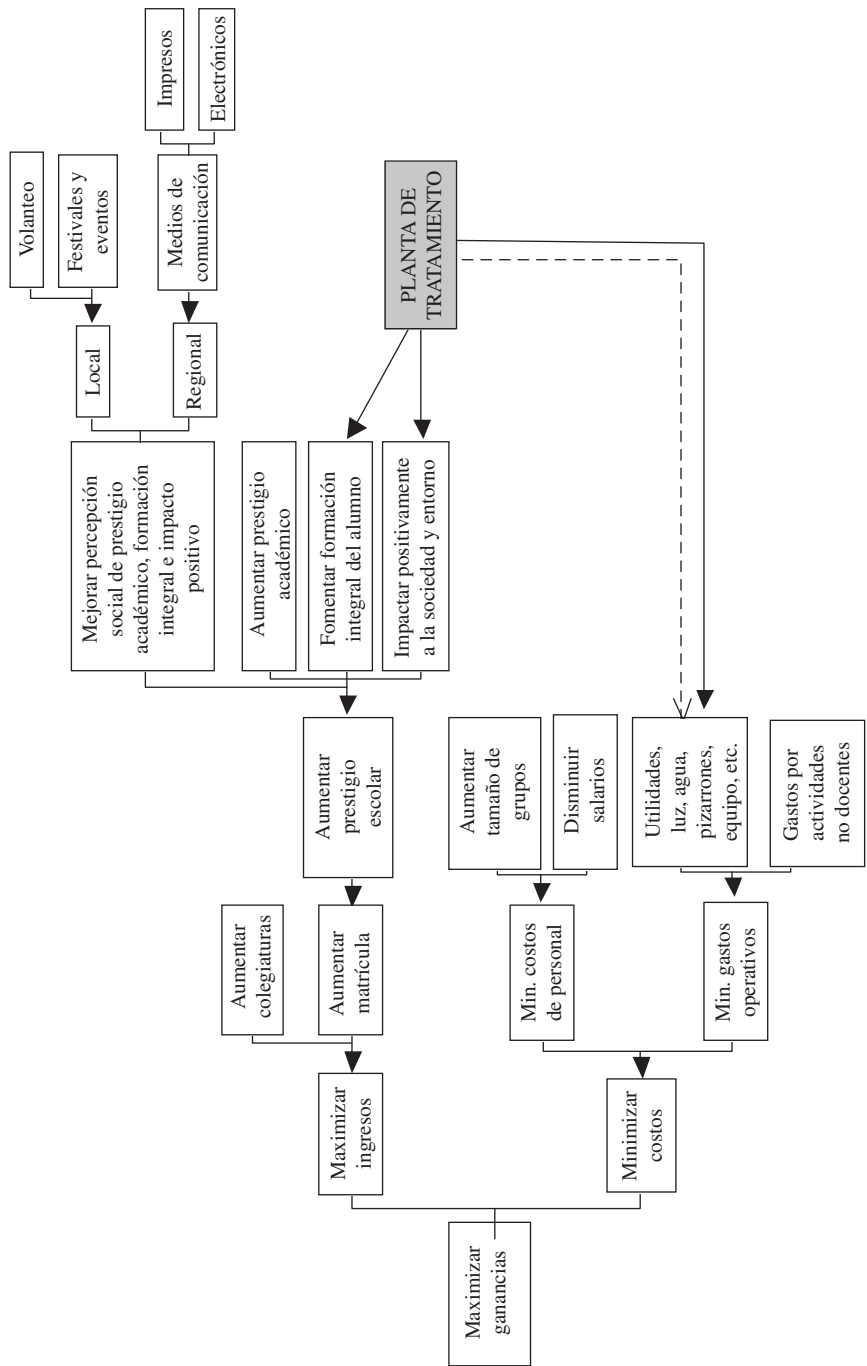 Maximizar
ganancias
Maximizar
ingresos
Minimizar
costos
Aumentar
colegiaturas
Aumentar
matrícula
Min. costos
de personal
Min. gastos
operativos
Aumentar
prestigio
escolar
Aumentar
tamaño de
grupos
Disminuir
salarios
Utilidades,
luz, agua,
pizarrones,
equipo, etc.
Gastos por
actividades
no docentes
Mejorar percepción
social de prestigio
académico, formación
integral e impacto
positivo
Aumentar prestigio
académico
Fomentar formación
integral del alumno
Impactar positivamente
a la sociedad y entorno
Local
Regional
PLANTA DE
TRATAMIENTO
Volanteo
Festivales y
eventos
Medios de
comunicación
Impresos
Electrónicos